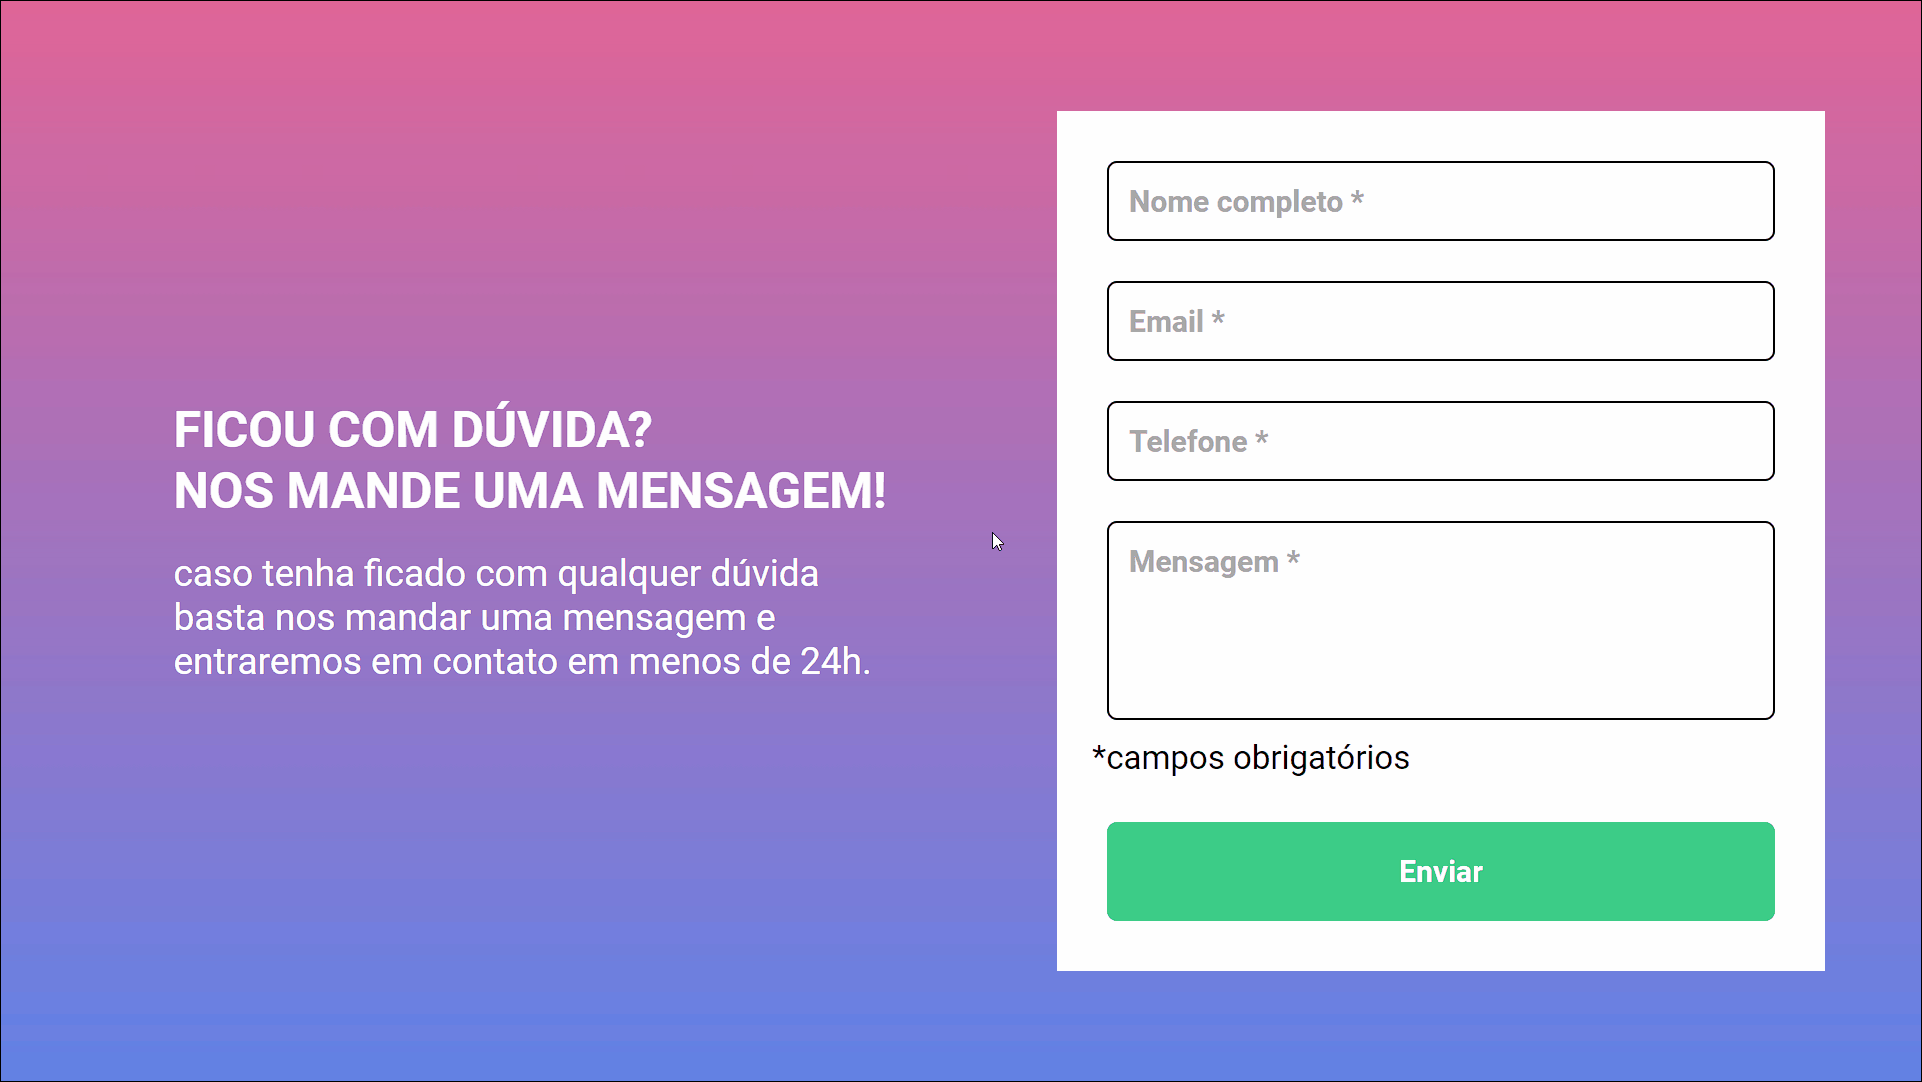 FICOU COM DÚVIDA?
NOS MANDE UMA MENSAGEM!
caso tenha ficado com qualquer dúvida
basta nos mandar uma mensagem e
entraremos em contato em menos de 24h.
Nome completo *
Email *
Telefone *
Mensagem *
*campos obrigatórios
Enviar